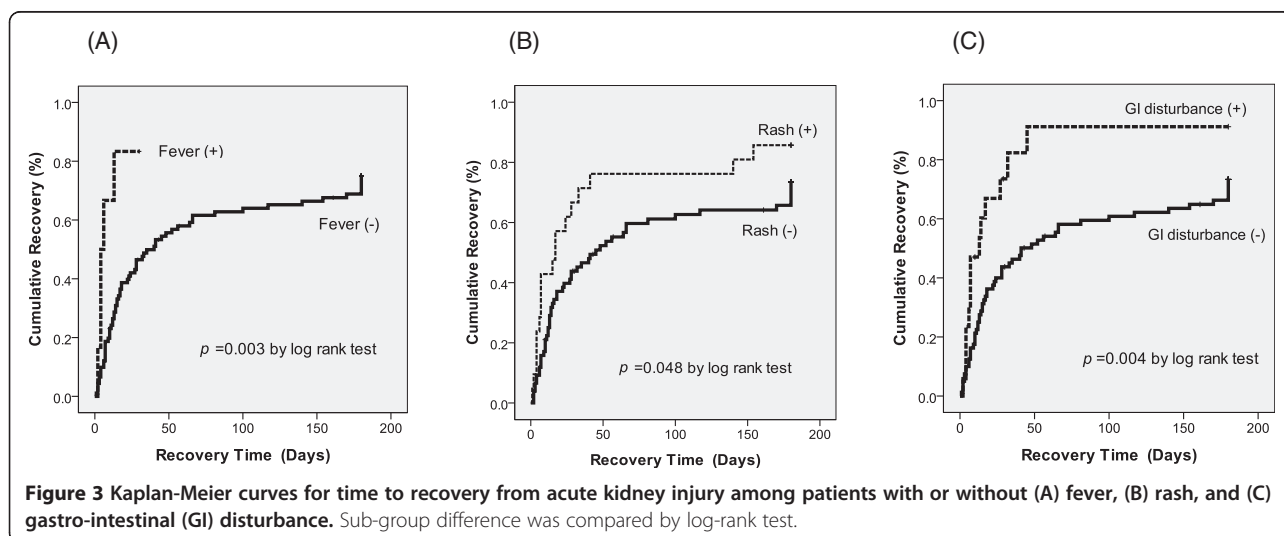 (A)
(B)
(C)
Cumulative Recovery (%)
1.0
0.8
0.6
0.4
0.2
0.0
Fever (+)
Fever (-)
p =0.003 by log rank test
0 50 100 150 200
Recovery Time (Days)
Cumulative Recovery (%)
1.0
0.8
0.6
0.4
0.2
0.0
Rash (+)
Rash (-)
p =0.048 by log rank test
0 50 100 150 200
Recovery Time (Days)
Cumulative Recovery (%)
1.0
0.8
0.6
0.4
0.2
0.0
GI disturbance (+)
GI disturbance (-)
p =0.004 by log rank test
0 50 100 150 200
Recovery Time (Days)
Figure 3 Kaplan-Meier curves for time to recovery from acute kidney injury among patients with or without (A) fever, (B) rash, and (C)
gastro-intestinal (GI) disturbance. Sub-group difference was compared by log-rank test.